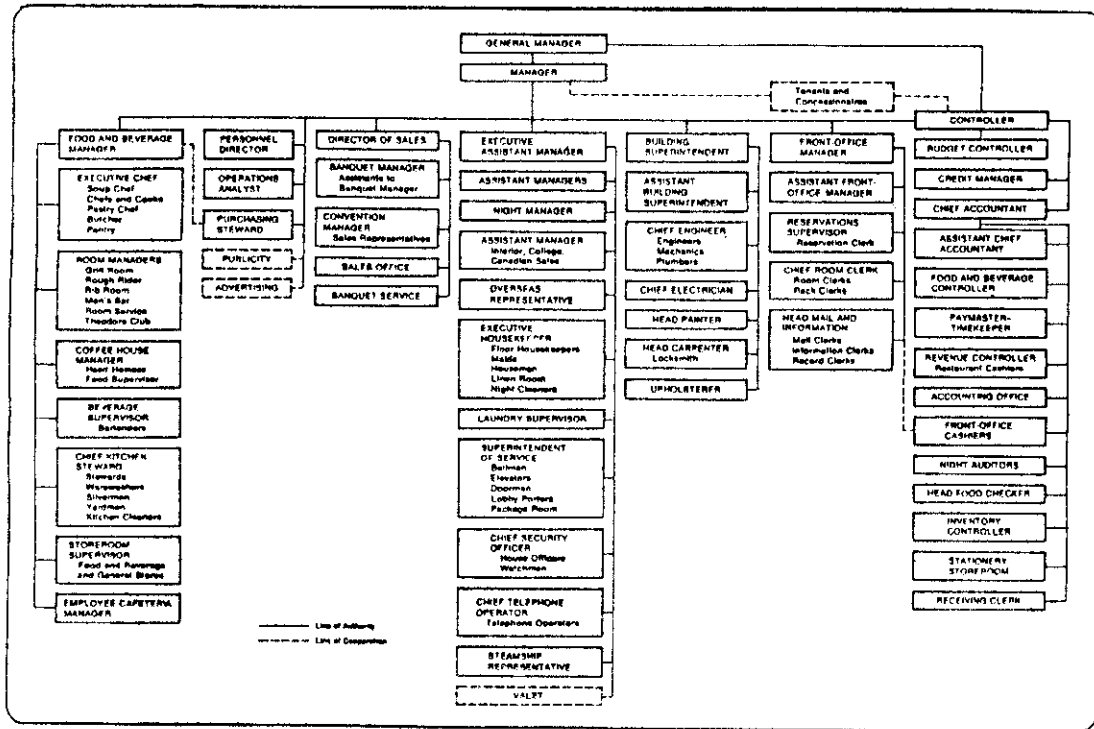 GENERAL MANAGER
MANAGER
Tenants and
Concessionaires
FOOD AND BEVERAGE
MANAGER
EXECUTIVE CHEF
Soup Chef
Chefs and Cooks
Pastry Chef
Butcher
Pantry
ROOM MANAGERS
Grill Room
Rough Rider
Rib Room
Men's Bar
Room Service
Theodore Club
COFFEE HOUSE
MANAGER
Head Hostess
Food Supervisor
BEVERAGE
SUPERVISOR
Bartenders
CHIEF KITCHEN
STEWARD
Stewards
Warewashers
Silverman
Yardman
Kitchen Cleaners
STOREROOM
SUPERVISOR
Food and Beverage
and General Stores
EMPLOYEE CAFETERIA
MANAGER
PERSONNEL
DIRECTOR
OPERATIONS
ANALYST
PURCHASING
STEWARD
PUBLICITY
ADVERTISING
DIRECTOR OF SALES
BANQUET MANAGER
Assistants to
Banquet Manager
CONVENTION
MANAGER
Sales Representatives
SALES OFFICE
BANQUET SERVICE
EXECUTIVE
ASSISTANT MANAGER
ASSISTANT MANAGERS
NIGHT MANAGER
ASSISTANT MANAGER
Interior, College,
Canadian Sales
OVERSEAS
REPRESENTATIVE
EXECUTIVE
HOUSEKEEPER
Floor Housekeepers
Maids
Houseman
Linen Room
Night Cleaners
LAUNDRY SUPERVISOR
SUPERINTENDENT
OF SERVICE
Bellman
Elevators
Doorman
Lobby Porters
Package Room
CHIEF SECURITY
OFFICER
House Officers
Watchmen
CHIEF TELEPHONE
OPERATOR
Telephone Operators
STEAMSHIP
REPRESENTATIVE
VALET
BUILDING
SUPERINTENDENT
ASSISTANT
BUILDING
SUPERINTENDENT
CHIEF ENGINEER
Engineers
Mechanics
Plumbers
CHIEF ELECTRICIAN
HEAD PAINTER
HEAD CARPENTER
Locksmith
UPHOLSTERER
FRONT-OFFICE
MANAGER
ASSISTANT FRONT-
OFFICE MANAGER
RESERVATIONS
SUPERVISOR
Reservation Clerk
CHIEF ROOM CLERK
Room Clerks
Rack Clerks
HEAD MAIL AND
INFORMATION
Mail Clerks
Information Clerks
Record Clerks
CONTROLLER
BUDGET CONTROLLER
CREDIT MANAGER
CHIEF ACCOUNTANT
ASSISTANT CHIEF
ACCOUNTANT
FOOD AND BEVERAGE
CONTROLLER
PAYMASTER-
TIMEKEEPER
REVENUE CONTROLLER
Restaurant Cashiers
ACCOUNTING OFFICE
FRONT-OFFICE
CASHIERS
NIGHT AUDITORS
HEAD FOOD CHECKER
INVENTORY
CONTROLLER
STATIONERY
STOREROOM
RECEIVING CLERK
Line of Authority
Line of Cooperation